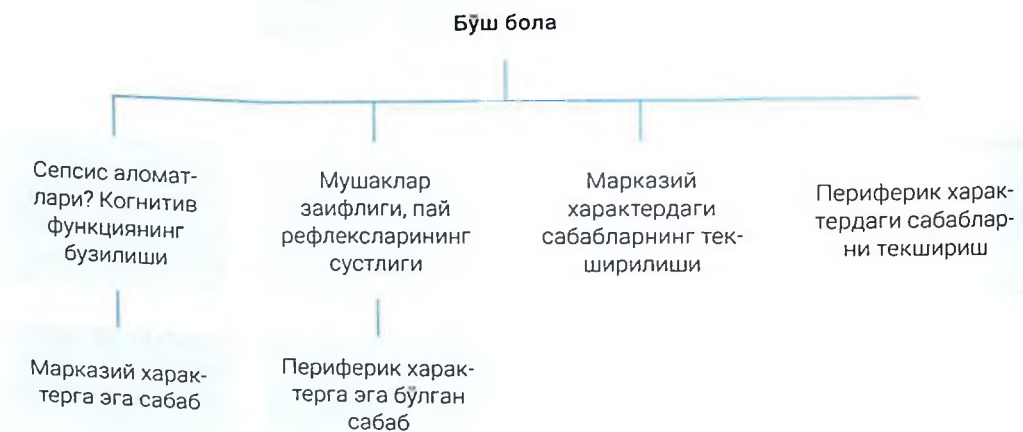 Бўш бола
Сепсис аломат-
лари? Когнитив
функциянинг
бузилиши
Мушаклар
заифлиги, пай
рефлексларининг
сустлиги
Марказий
характердаги
сабабларнинг тек-
ширилиши
Периферик харак-
тердаги сабаблар-
ни текшириш
Марказий харак-
терга эга сабаб
Периферик харак-
терга эга бўлган
сабаб